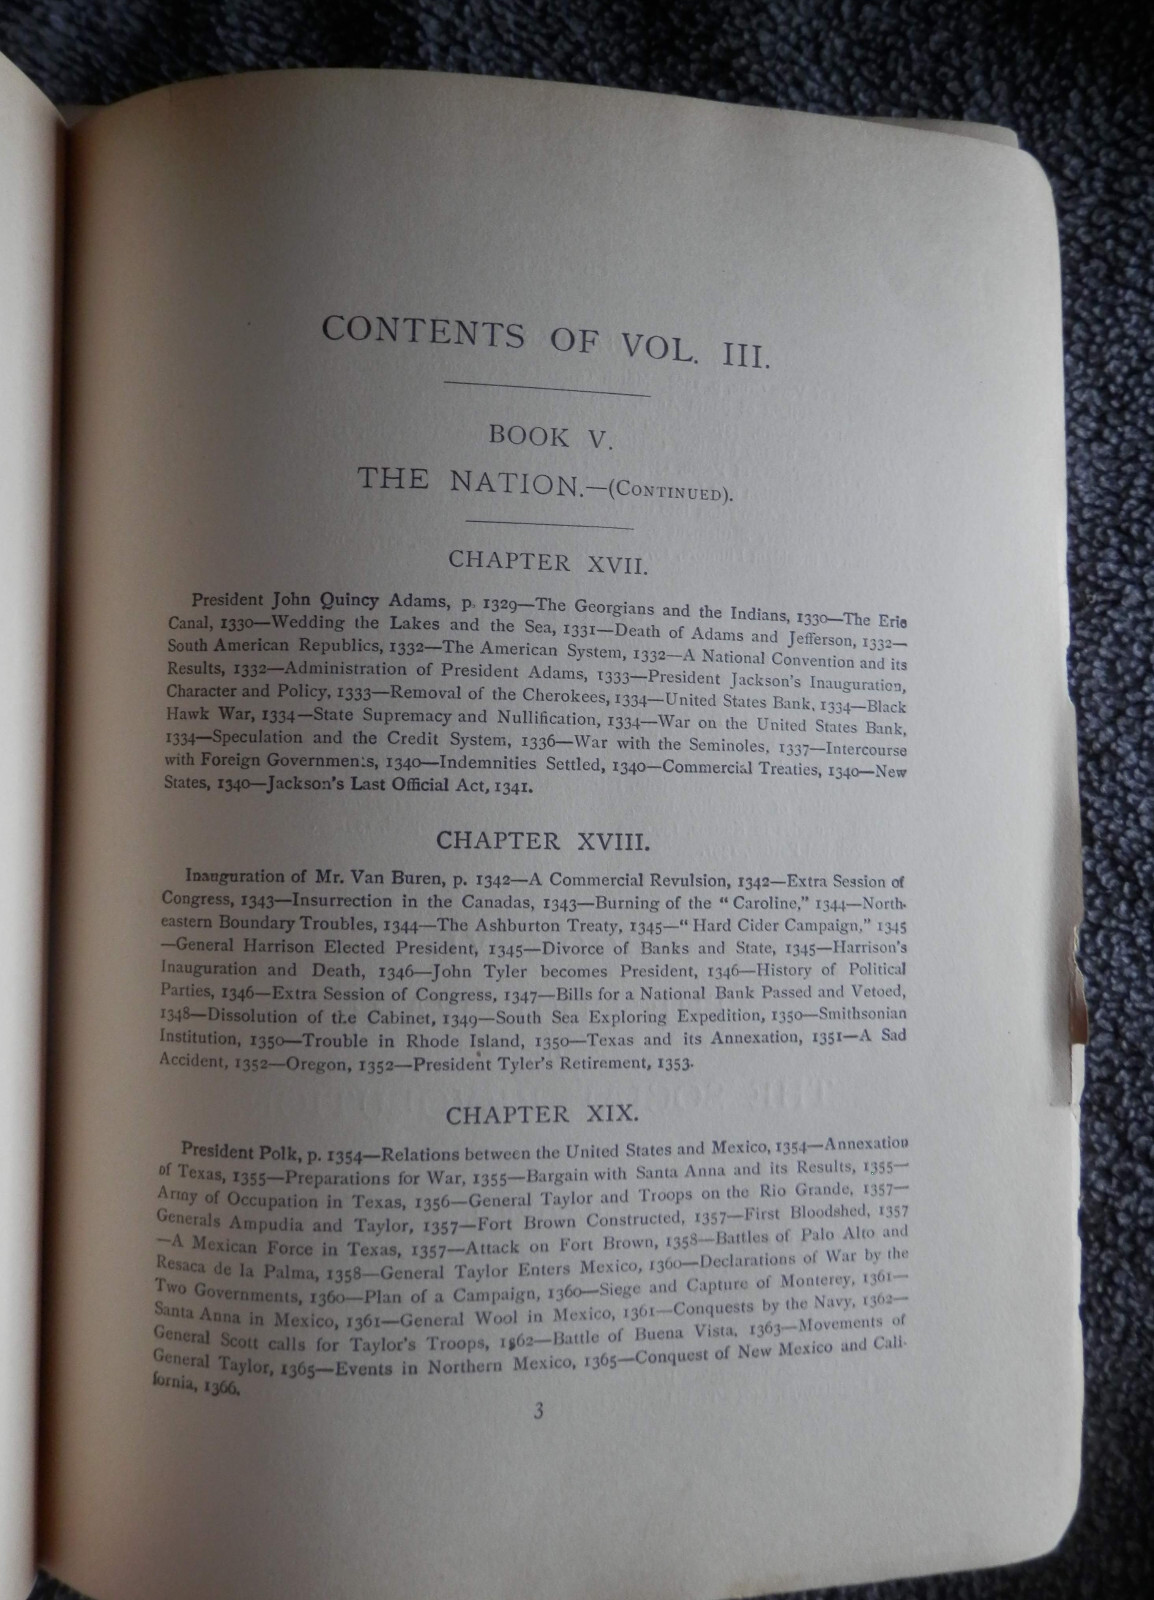 CONTENTS OF VOL. III.
BOOK V.
THE NATION.—(CONTINUED).
CHAPTER XVII.
President John Quincy Adams, p. 1329—The Georgians and the Indians, 1330—The Erie
Canal, 1330—Wedding the Lakes and the Sea, 1331—Death of Adams and Jefferson, 1332—
South American Republics, 1332—The American System, 1332—A National Convention and its
Results, 1332—Administration of President Adams, 1333—President Jackson's Inauguration,
Character and Policy, 1333—Removal of the Cherokees, 1334—United States Bank, 1334—Black
Hawk War, 1334—State Supremacy and Nullification, 1334—War on the United States Bank,
1334—Speculation and the Credit System, 1336—War with the Seminoles, 1337—Intercourse
with Foreign Governments, 1340—Indemnities Settled, 1340—Commercial Treaties, 1340—New
States, 1340—Jackson's Last Official Act, 1341.
CHAPTER XVIII.
Inauguration of Mr. Van Buren, p. 1342—A Commercial Revulsion, 1342—Extra Session of
Congress, 1343—Insurrection in the Canadas, 1343—Burning of the "Caroline," 1344—North-
eastern Boundary Troubles, 1344—The Ashburton Treaty, 1345—"Hard Cider Campaign," 1345
—General Harrison Elected President, 1345—Divorce of Banks and State, 1345—Harrison's
Inauguration and Death, 1346—John Tyler becomes President, 1346—History of Political
Parties, 1346—Extra Session of Congress, 1347—Bills for a National Bank Passed and Vetoed,
1348—Dissolution of the Cabinet, 1349—South Sea Exploring Expedition, 1350—Smithsonian
Institution, 1350—Trouble in Rhode Island, 1350—Texas and its Annexation, 1351—A Sad
Accident, 1352—Oregon, 1352—President Tyler's Retirement, 1353.
CHAPTER XIX.
President Polk, p. 1354—Relations between the United States and Mexico, 1354—Annexation
of Texas, 1355—Preparations for War, 1355—Bargain with Santa Anna and its Results, 1355—
Army of Occupation in Texas, 1356—General Taylor and Troops on the Rio Grande, 1357—
Generals Ampudia and Taylor, 1357—Fort Brown Constructed, 1357—First Bloodshed, 1357
—A Mexican Force in Texas, 1357—Attack on Fort Brown, 1358—Battles of Palo Alto and
Resaca de la Palma, 1358—General Taylor Enters Mexico, 1360—Declarations of War by the
Two Governments, 1360—Plan of a Campaign, 1360—Siege and Capture of Monterey, 1361—
Santa Anna in Mexico, 1361—General Wool in Mexico, 1361—Conquests by the Navy, 1362—
General Scott calls for Taylor's Troops, 1362—Battle of Buena Vista, 1363—Movements of
General Taylor, 1365—Events in Northern Mexico, 1365—Conquest of New Mexico and Cali-
fornia, 1366.
3